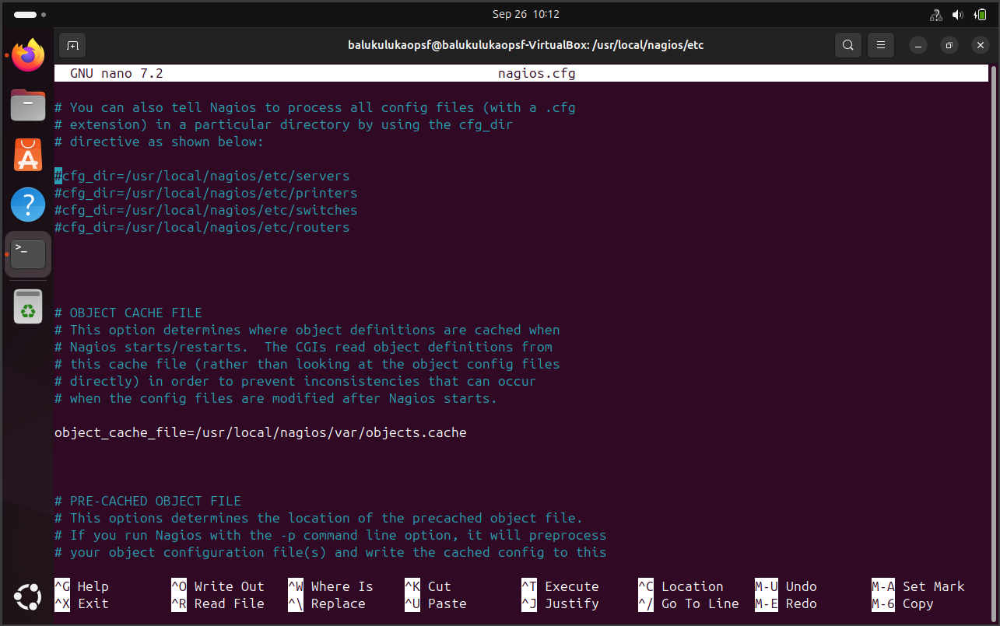 Sep 26 10:12
balukulukaopsf@balukulukaopsf-VirtualBox: /usr/local/nagios/etc
GNU nano 7.2 nagios.cfg
# You can also tell Nagios to process all config files (with a .cfg
# extension) in a particular directory by using the cfg_dir
# directive as shown below:
#cfg_dir=/usr/local/nagios/etc/servers
#cfg_dir=/usr/local/nagios/etc/printers
#cfg_dir=/usr/local/nagios/etc/switches
#cfg_dir=/usr/local/nagios/etc/routers
# OBJECT CACHE FILE
# This option determines where object definitions are cached when
# Nagios starts/restarts.  The CGIs read object definitions from
# this cache file (rather than looking at the object config files
# directly) in order to prevent inconsistencies that can occur
# when the config files are modified after Nagios starts.
object_cache_file=/usr/local/nagios/var/objects.cache
# PRE-CACHED OBJECT FILE
# This options determines the location of the precached object file.
# If you run Nagios with the -p command line option, it will preprocess
# your object configuration file(s) and write the cached config to this
^G Help ^O Write Out ^W Where Is ^K Cut ^T Execute ^C Location M-U Undo M-A Set Mark
^X Exit ^R Read File ^\ Replace ^U Paste ^J Justify ^/ Go To Line M-E Redo M-6 Copy